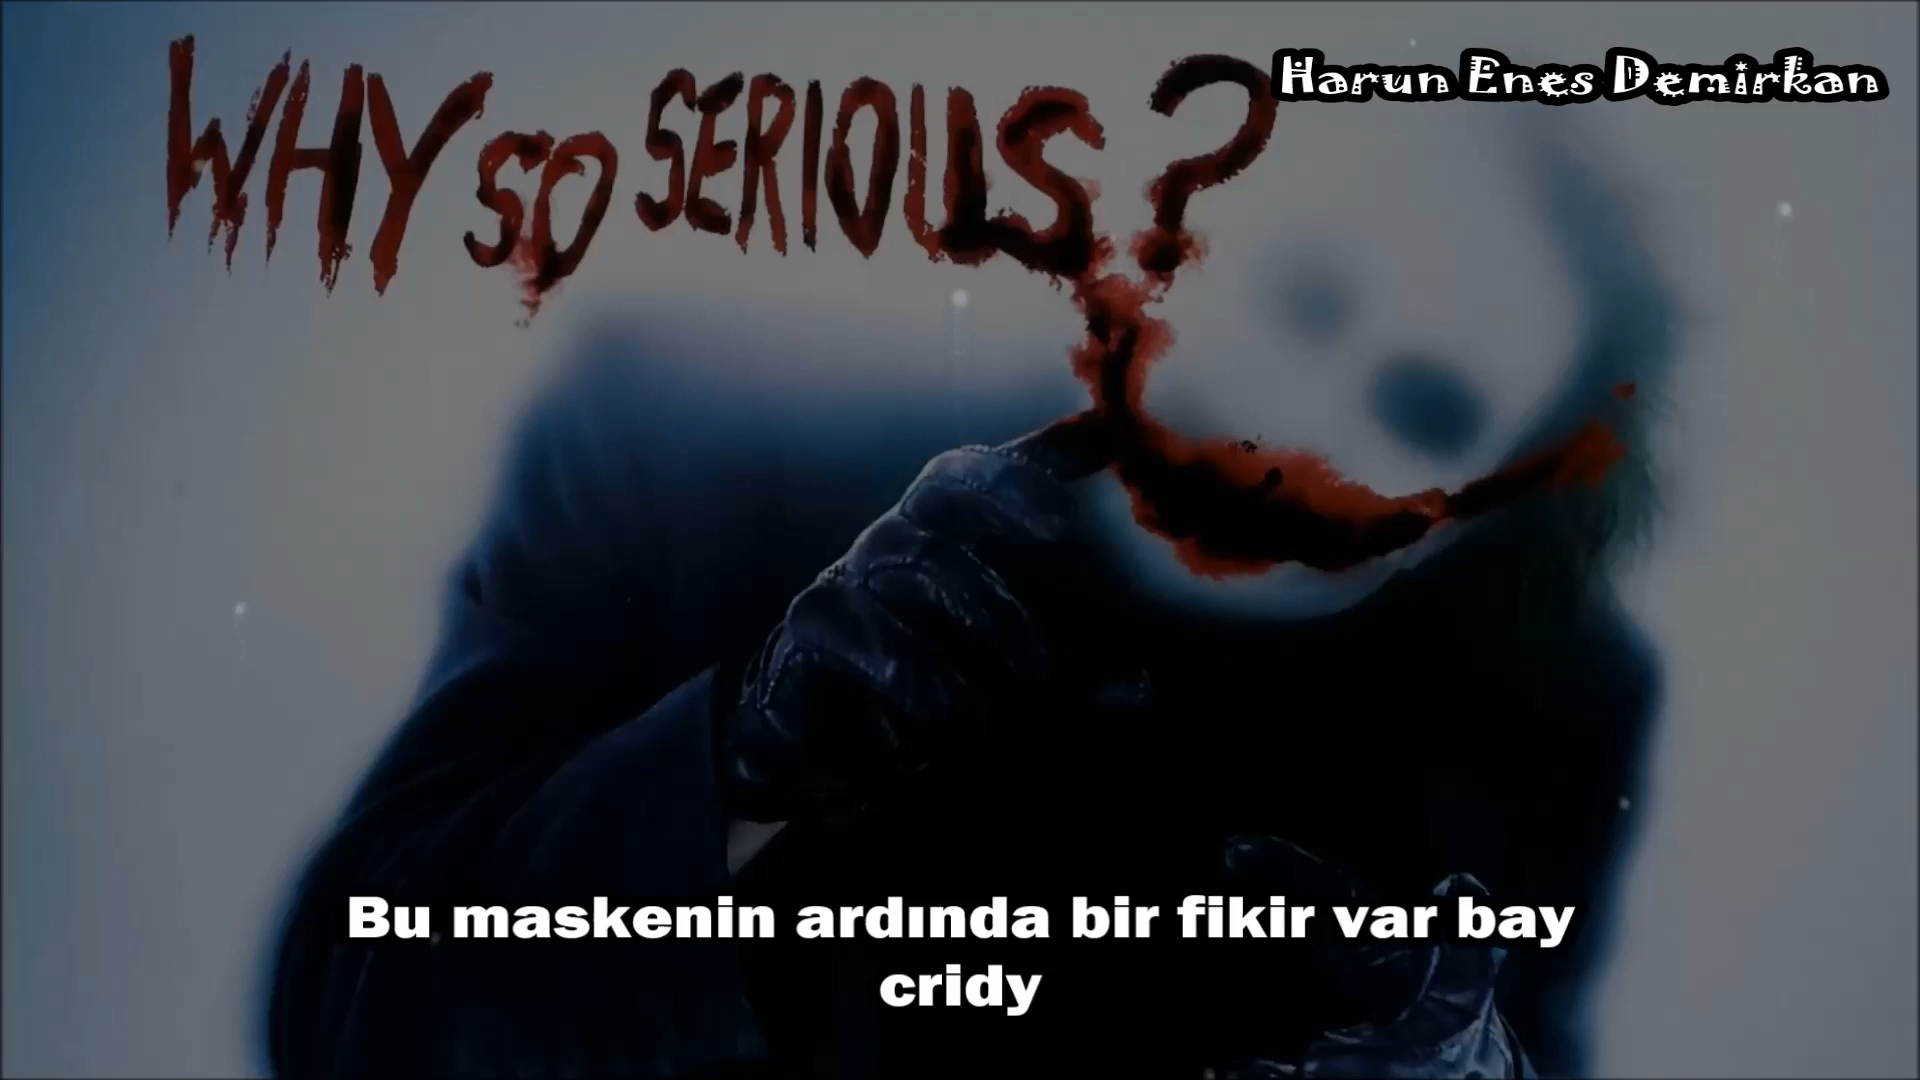 WHY SO SERIOUS?
Harun Enes Demirkan
Bu maskenin ardında bir fikir var bay
cridy